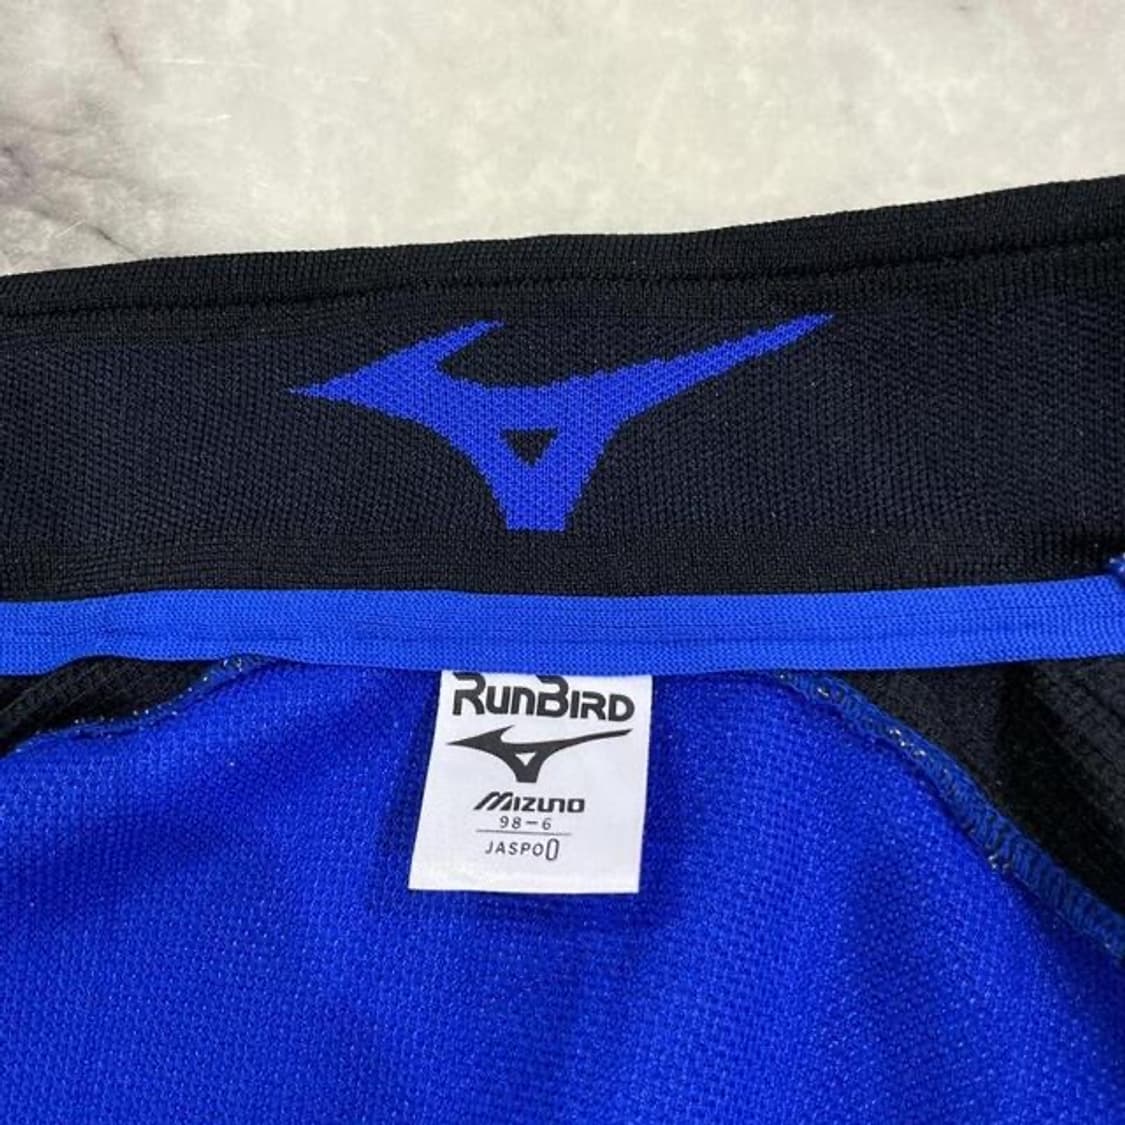 RUNBIRD
MIZUNO
98-6
JASPO O